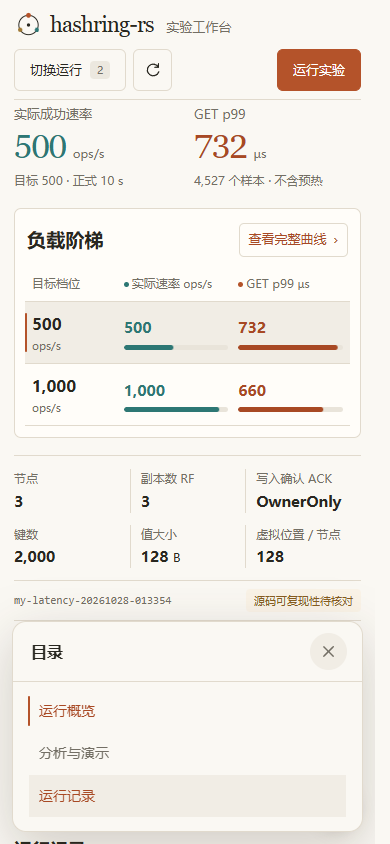 hashring-rs 实验工作台
切换运行 2 运行实验
实际成功速率 GET p99
500 ops/s 732 µs
目标 500 · 正式 10 s 4,527 个样本 · 不含预热
负载阶梯 查看完整曲线 ›
目标档位 实际速率 ops/s GET p99 µs
500 500 732
ops/s
1,000 1,000 660
ops/s
节点 副本数 RF 写入确认 ACK
3 3 OwnerOnly
键数 值大小 虚拟位置 / 节点
2,000 128 B 128
my-latency-20261028-013354 源码可复现性待核对
目录
运行概览
分析与演示
运行记录